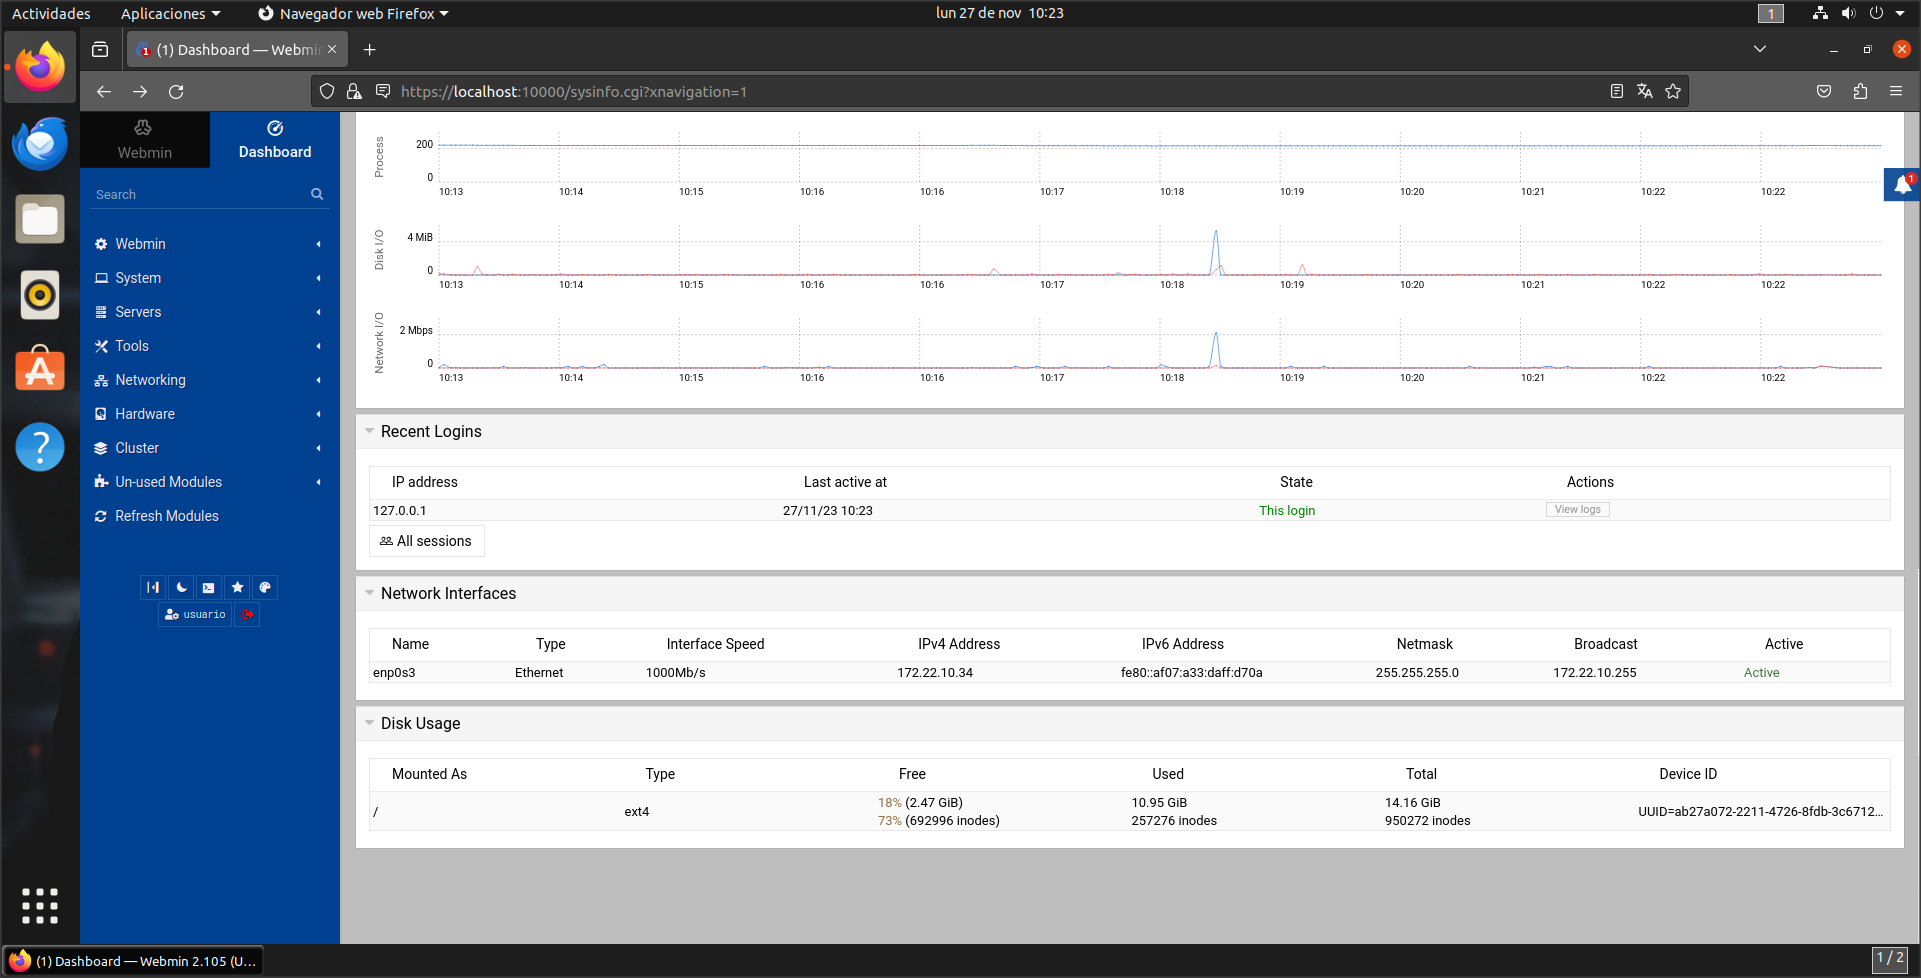 Actividades Aplicaciones Navegador web Firefox lun 27 de nov 10:23 1
(1) Dashboard — Webmin
https://localhost:10000/sysinfo.cgi?xnavigation=1
Webmin
Dashboard
Search
Webmin
System
Servers
Tools
Networking
Hardware
Cluster
Un-used Modules
Refresh Modules
usuario
1
Process
200
0
10:13 10:14 10:15 10:16 10:16 10:17 10:18 10:19 10:20 10:21 10:22 10:22
Disk I/O
4 MiB
0
10:13 10:14 10:15 10:16 10:16 10:17 10:18 10:19 10:20 10:21 10:22 10:22
Network I/O
2 Mbps
0
10:13 10:14 10:15 10:16 10:16 10:17 10:18 10:19 10:20 10:21 10:22 10:22
Recent Logins
IP address Last active at State Actions
127.0.0.1 27/11/23 10:23 This login View logs
All sessions
Network Interfaces
Name Type Interface Speed IPv4 Address IPv6 Address Netmask Broadcast Active
enp0s3 Ethernet 1000Mb/s 172.22.10.34 fe80::af07:a33:daff:d70a 255.255.255.0 172.22.10.255 Active
Disk Usage
Mounted As Type Free Used Total Device ID
/ ext4 18% (2.47 GiB) 10.95 GiB 14.16 GiB UUID=ab27a072-2211-4726-8fdb-3c6712...
73% (692996 inodes) 257276 inodes 950272 inodes
(1) Dashboard — Webmin 2.105 (U... 1 / 2